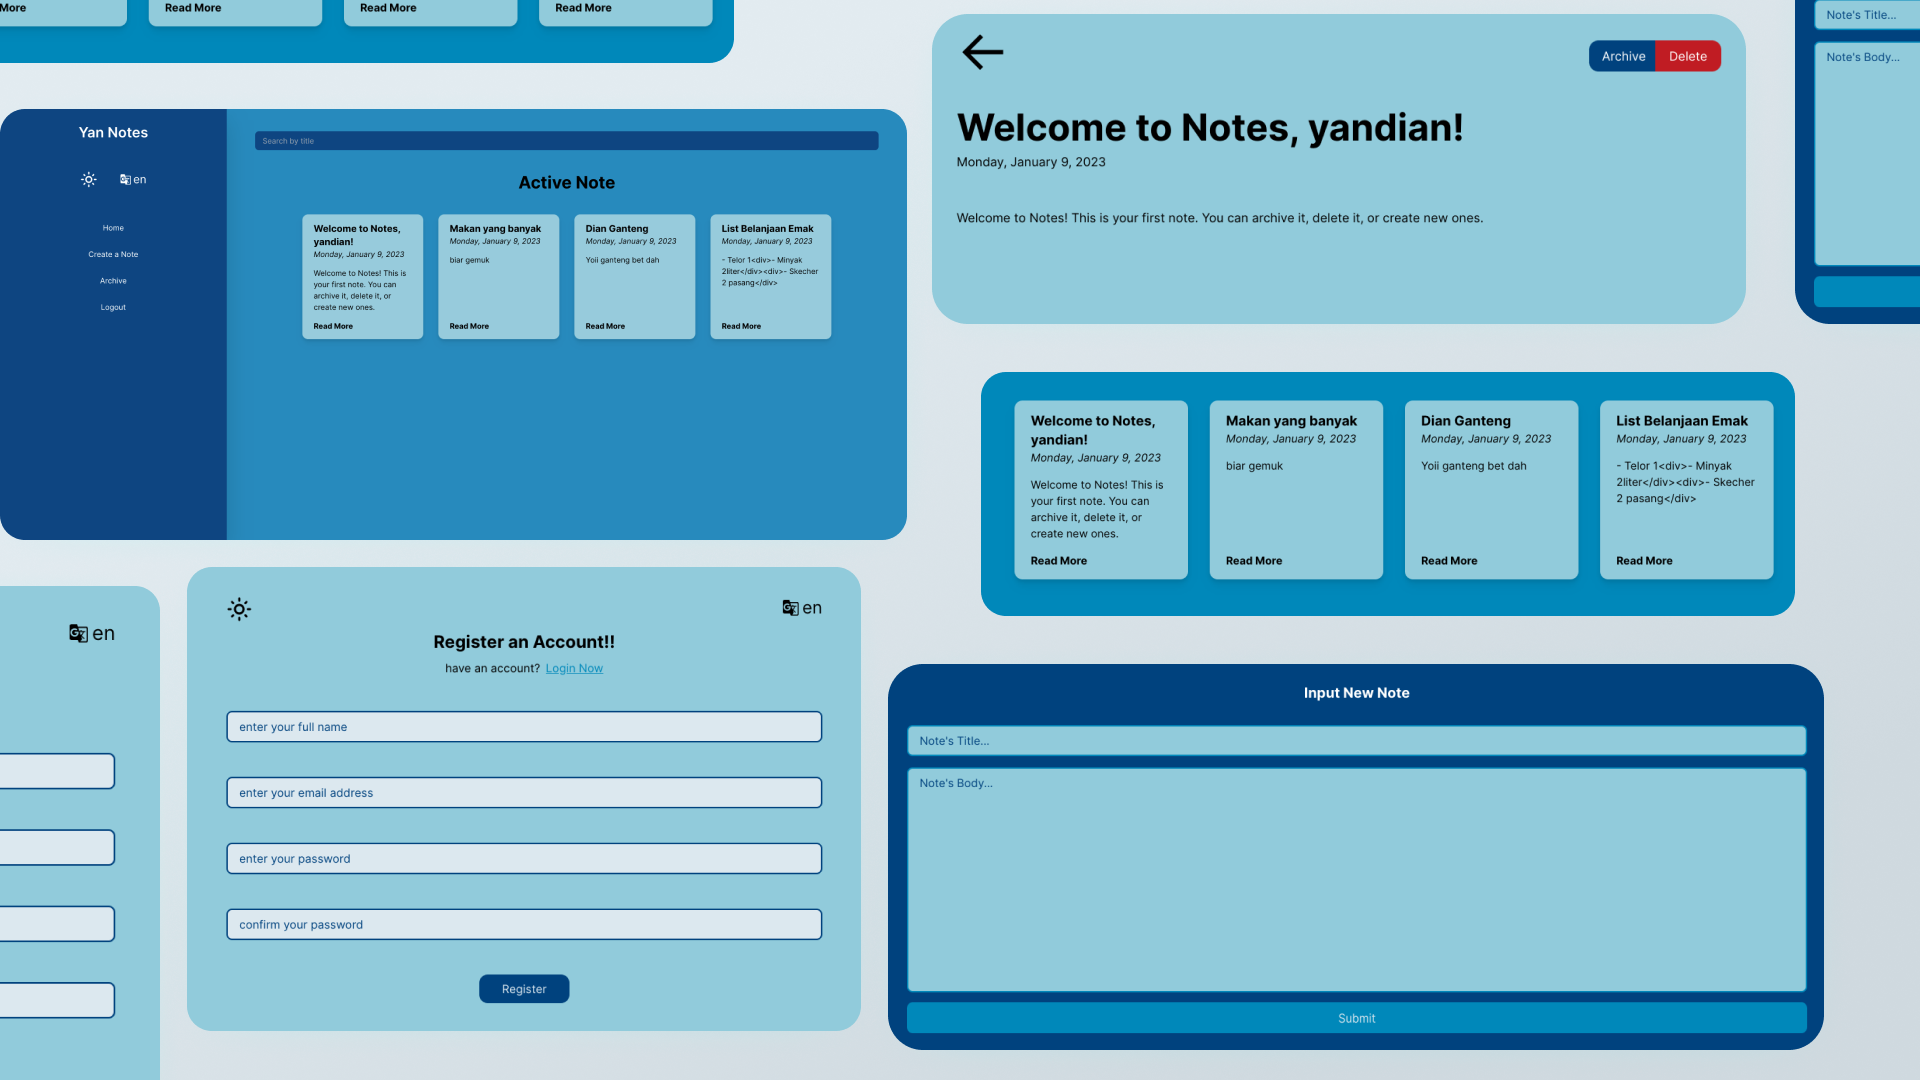 More
Read More
Read More
Read More
Yan Notes
en
Home
Create a Note
Archive
Logout
Search by title
Active Note
Welcome to Notes,
yandian!
Monday, January 9, 2023
Welcome to Notes! This is
your first note. You can
archive it, delete it, or
create new ones.
Read More
Makan yang banyak
Monday, January 9, 2023
biar gemuk
Read More
Dian Ganteng
Monday, January 9, 2023
Yoii ganteng bet dah
Read More
List Belanjaan Emak
Monday, January 9, 2023
- Telor 1<div>- Minyak
2liter</div><div>- Skecher
2 pasang</div>
Read More
Archive
Delete
Welcome to Notes, yandian!
Monday, January 9, 2023
Welcome to Notes! This is your first note. You can archive it, delete it, or create new ones.
Note's Title...
Note's Body...
Welcome to Notes,
yandian!
Monday, January 9, 2023
Welcome to Notes! This is
your first note. You can
archive it, delete it, or
create new ones.
Read More
Makan yang banyak
Monday, January 9, 2023
biar gemuk
Read More
Dian Ganteng
Monday, January 9, 2023
Yoii ganteng bet dah
Read More
List Belanjaan Emak
Monday, January 9, 2023
- Telor 1<div>- Minyak
2liter</div><div>- Skecher
2 pasang</div>
Read More
en
en
Register an Account!!
have an account? Login Now
enter your full name
enter your email address
enter your password
confirm your password
Register
Input New Note
Note's Title...
Note's Body...
Submit